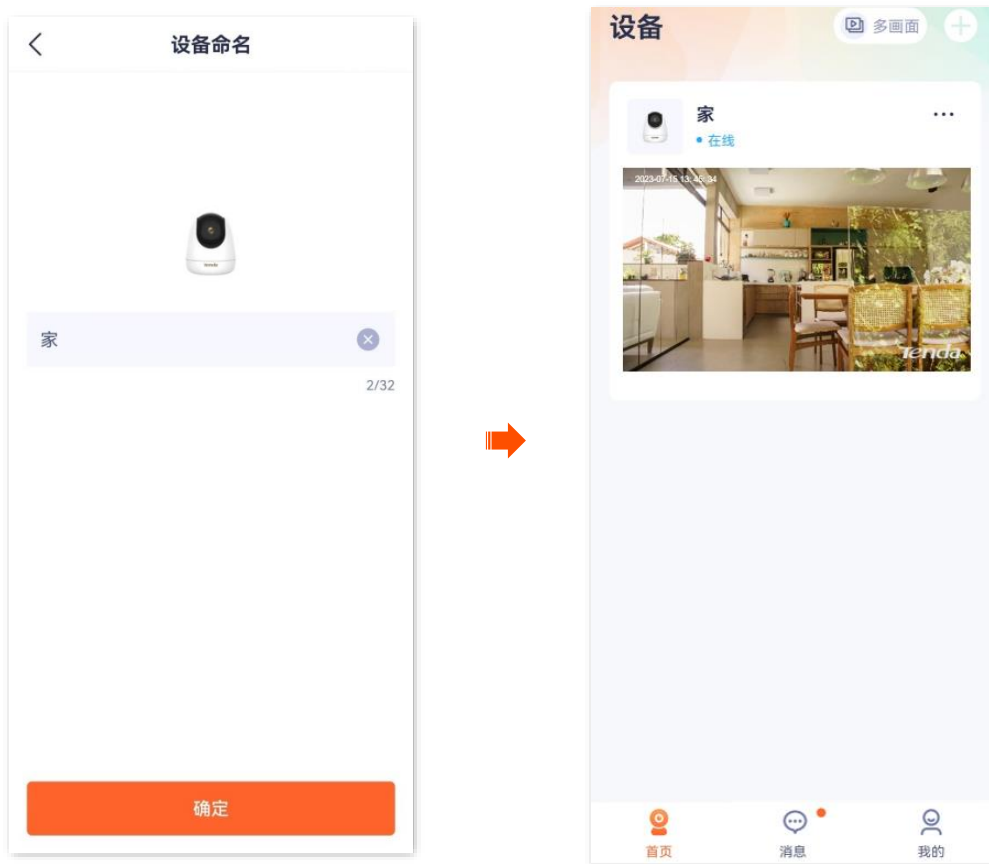 设备命名
tenda
家
2/32
确定
设备
多画面
家
在线
2023-07-15 13:46:34
Tenda
首页
消息
我的